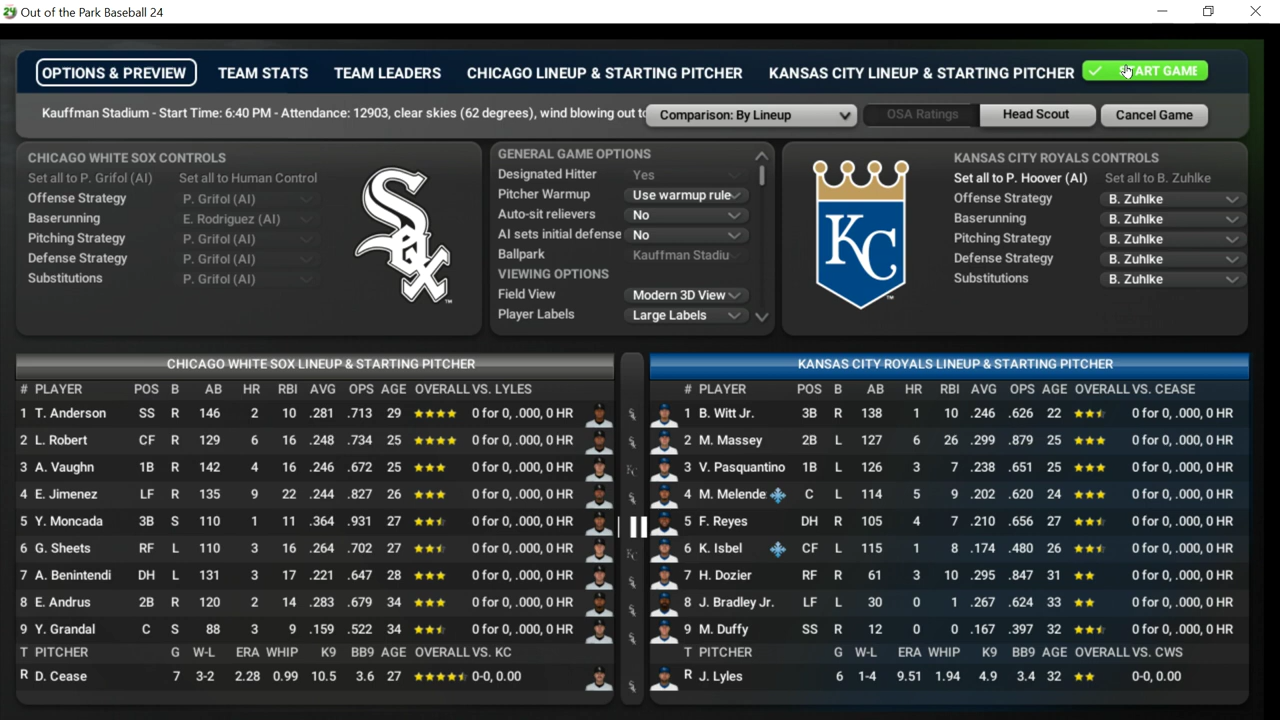 Out of the Park Baseball 24
OPTIONS & PREVIEW TEAM STATS TEAM LEADERS CHICAGO LINEUP & STARTING PITCHER KANSAS CITY LINEUP & STARTING PITCHER START GAME
Kauffman Stadium - Start Time: 6:40 PM - Attendance: 12903, clear skies (62 degrees), wind blowing out to Comparison: By Lineup OSA Ratings Head Scout Cancel Game
CHICAGO WHITE SOX CONTROLS
Set all to P. Grifol (AI) Set all to Human Control
Offense Strategy P. Grifol (AI)
Baserunning E. Rodriguez (AI)
Pitching Strategy P. Grifol (AI)
Defense Strategy P. Grifol (AI)
Substitutions P. Grifol (AI)
Sox
GENERAL GAME OPTIONS
Designated Hitter Yes
Pitcher Warmup Use warmup rule
Auto-sit relievers No
AI sets initial defense No
Ballpark Kauffman Stadiu
VIEWING OPTIONS
Field View Modern 3D View
Player Labels Large Labels
KC
KANSAS CITY ROYALS CONTROLS
Set all to P. Hoover (AI) Set all to B. Zuhlke
Offense Strategy B. Zuhlke
Baserunning B. Zuhlke
Pitching Strategy B. Zuhlke
Defense Strategy B. Zuhlke
Substitutions B. Zuhlke
CHICAGO WHITE SOX LINEUP & STARTING PITCHER
# PLAYER POS B AB HR RBI AVG OPS AGE OVERALL VS. LYLES
1 T. Anderson SS R 146 2 10 .281 .713 29 0 for 0, .000, 0 HR
2 L. Robert CF R 129 6 16 .248 .734 25 0 for 0, .000, 0 HR
3 A. Vaughn 1B R 142 4 16 .246 .672 25 0 for 0, .000, 0 HR
4 E. Jimenez LF R 135 9 22 .244 .827 26 0 for 0, .000, 0 HR
5 Y. Moncada 3B S 110 1 11 .364 .931 27 0 for 0, .000, 0 HR
6 G. Sheets RF L 110 3 16 .264 .702 27 0 for 0, .000, 0 HR
7 A. Benintendi DH L 131 3 17 .221 .647 28 0 for 0, .000, 0 HR
8 E. Andrus 2B R 120 2 14 .283 .679 34 0 for 0, .000, 0 HR
9 Y. Grandal C S 88 3 9 .159 .522 34 0 for 0, .000, 0 HR
T PITCHER G W-L ERA WHIP K9 BB9 AGE OVERALL VS. KC
R D. Cease 7 3-2 2.28 0.99 10.5 3.6 27 0-0, 0.00
KANSAS CITY ROYALS LINEUP & STARTING PITCHER
# PLAYER POS B AB HR RBI AVG OPS AGE OVERALL VS. CEASE
1 B. Witt Jr. 3B R 138 1 10 .246 .626 22 0 for 0, .000, 0 HR
2 M. Massey 2B L 127 6 26 .299 .879 25 0 for 0, .000, 0 HR
3 V. Pasquantino 1B L 126 3 7 .238 .651 25 0 for 0, .000, 0 HR
4 M. Melende C L 114 5 9 .202 .620 24 0 for 0, .000, 0 HR
5 F. Reyes DH R 105 4 7 .210 .656 27 0 for 0, .000, 0 HR
6 K. Isbel CF L 115 1 8 .174 .480 26 0 for 0, .000, 0 HR
7 H. Dozier RF R 61 3 10 .295 .847 31 0 for 0, .000, 0 HR
8 J. Bradley Jr. LF L 30 0 1 .267 .624 33 0 for 0, .000, 0 HR
9 M. Duffy SS R 12 0 0 .167 .397 32 0 for 0, .000, 0 HR
T PITCHER G W-L ERA WHIP K9 BB9 AGE OVERALL VS. CWS
R J. Lyles 6 1-4 9.51 1.94 4.9 3.4 32 0-0, 0.00